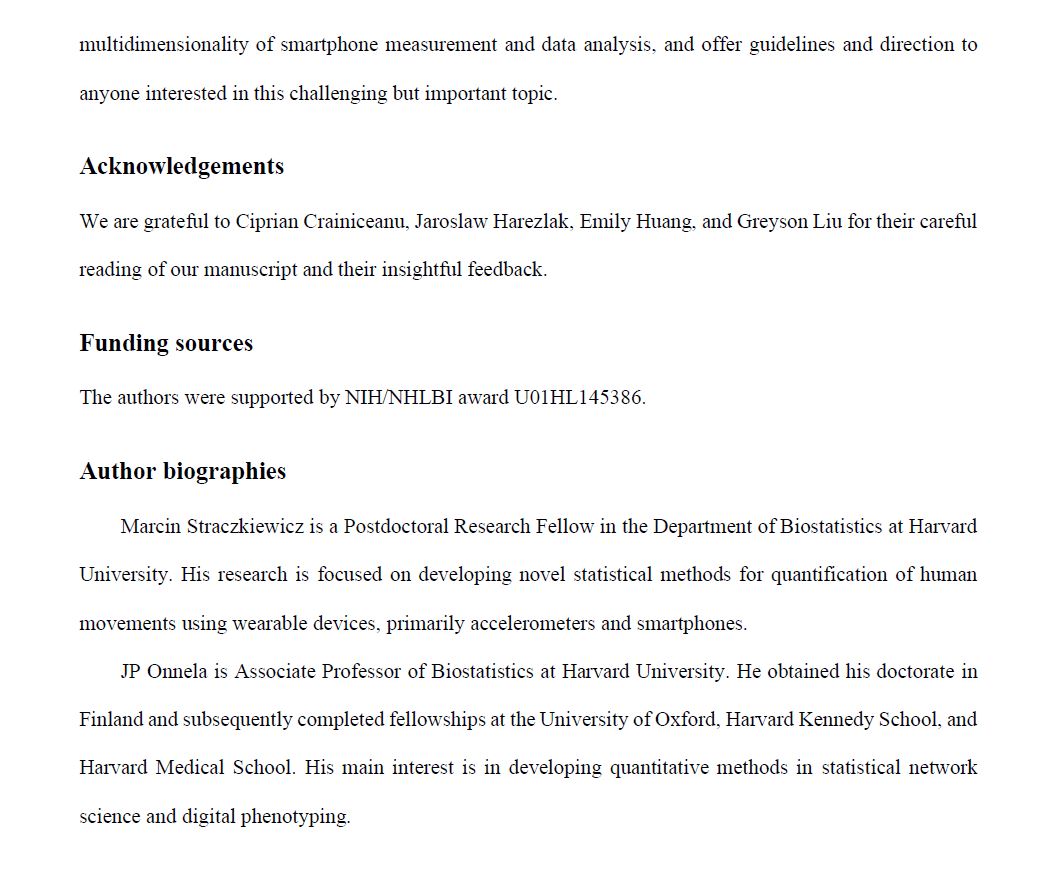 multidimensionality of smartphone measurement and data analysis, and offer guidelines and direction to
anyone interested in this challenging but important topic.
Acknowledgements
We are grateful to Ciprian Crainiceanu, Jaroslaw Harezlak, Emily Huang, and Greyson Liu for their careful
reading of our manuscript and their insightful feedback.
Funding sources
The authors were supported by NIH/NHLBI award U01HL145386.
Author biographies
Marcin Straczkiewicz is a Postdoctoral Research Fellow in the Department of Biostatistics at Harvard
University. His research is focused on developing novel statistical methods for quantification of human
movements using wearable devices, primarily accelerometers and smartphones.
JP Onnela is Associate Professor of Biostatistics at Harvard University. He obtained his doctorate in
Finland and subsequently completed fellowships at the University of Oxford, Harvard Kennedy School, and
Harvard Medical School. His main interest is in developing quantitative methods in statistical network
science and digital phenotyping.